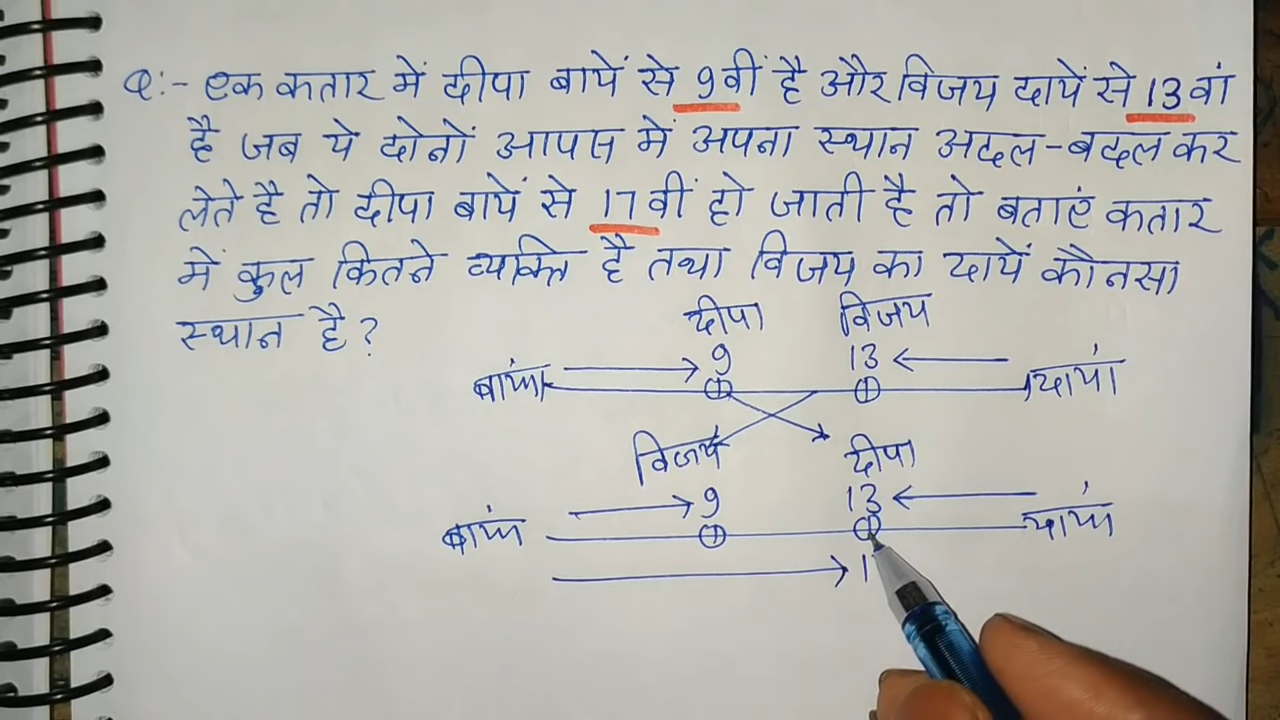 Q:- एक कतार में दीपा बायें से 9वीं है और विजय दायें से 13वां
है जब ये दोनों आपस में अपना स्थान अदल-बदल कर
लेते है तो दीपा बायें से 17वीं हो जाती है तो बताएं कतार
में कुल कितने व्यक्ति है तथा विजय का दायें कौनसा
स्थान है?
दीपा विजय
9 13
बायां दायां
विजय दीपा
9 13
बायां दायां
1